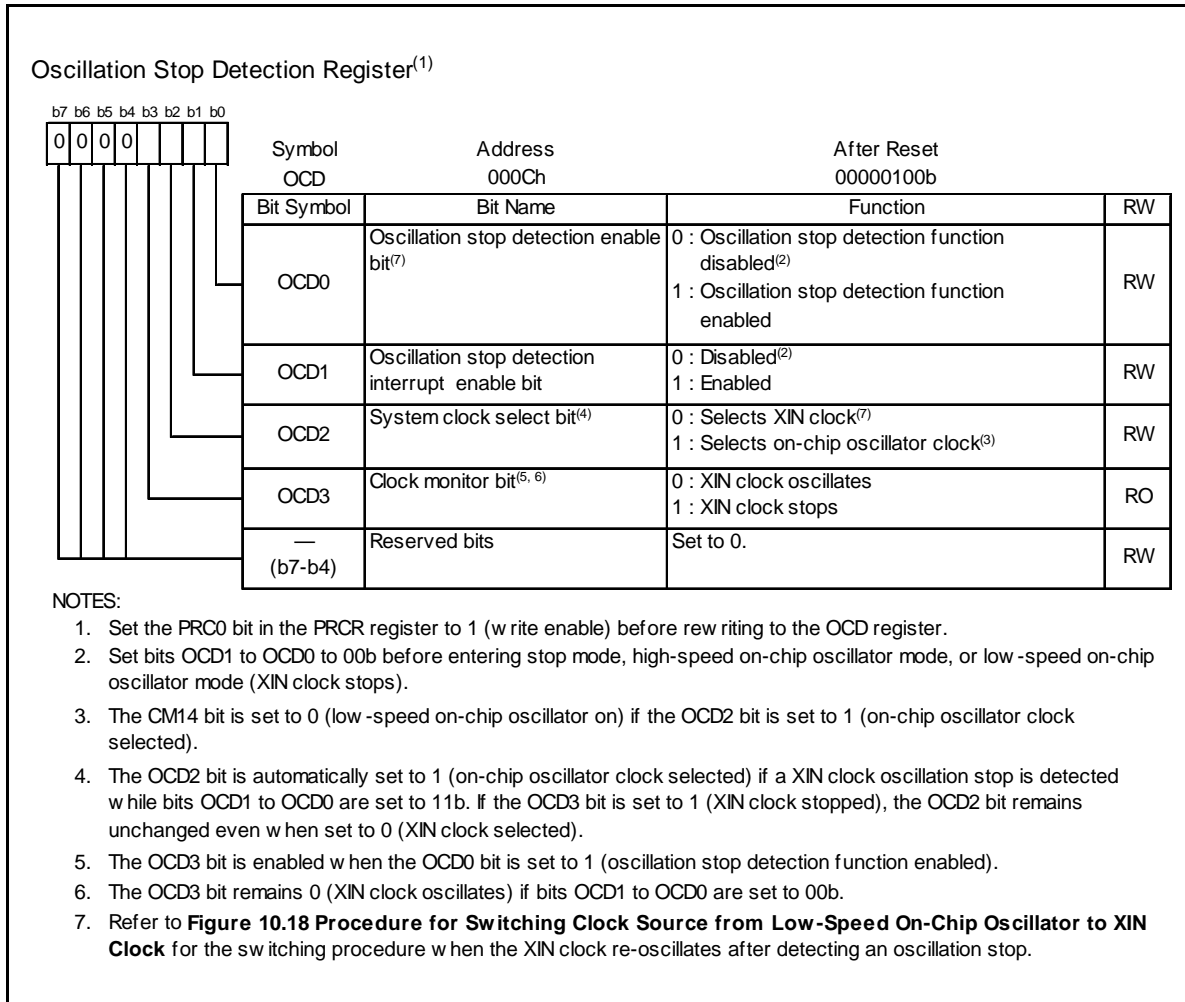 Oscillation Stop Detection Register(1)
b7 b6 b5 b4 b3 b2 b1 b0
0 0 0 0
Symbol Address After Reset
OCD 000Ch 00000100b
Bit Symbol Bit Name Function RW
OCD0 Oscillation stop detection enable bit(7) 0 : Oscillation stop detection function disabled(2) RW
1 : Oscillation stop detection function enabled
OCD1 Oscillation stop detection interrupt enable bit 0 : Disabled(2) RW
1 : Enabled
OCD2 System clock select bit(4) 0 : Selects XIN clock(7) RW
1 : Selects on-chip oscillator clock(3)
OCD3 Clock monitor bit(5, 6) 0 : XIN clock oscillates RO
1 : XIN clock stops
— (b7-b4) Reserved bits Set to 0. RW
NOTES:
1. Set the PRC0 bit in the PRCR register to 1 (write enable) before rewriting to the OCD register.
2. Set bits OCD1 to OCD0 to 00b before entering stop mode, high-speed on-chip oscillator mode, or low-speed on-chip
oscillator mode (XIN clock stops).
3. The CM14 bit is set to 0 (low-speed on-chip oscillator on) if the OCD2 bit is set to 1 (on-chip oscillator clock
selected).
4. The OCD2 bit is automatically set to 1 (on-chip oscillator clock selected) if a XIN clock oscillation stop is detected
while bits OCD1 to OCD0 are set to 11b. If the OCD3 bit is set to 1 (XIN clock stopped), the OCD2 bit remains
unchanged even when set to 0 (XIN clock selected).
5. The OCD3 bit is enabled when the OCD0 bit is set to 1 (oscillation stop detection function enabled).
6. The OCD3 bit remains 0 (XIN clock oscillates) if bits OCD1 to OCD0 are set to 00b.
7. Refer to Figure 10.18 Procedure for Switching Clock Source from Low-Speed On-Chip Oscillator to XIN
Clock for the switching procedure when the XIN clock re-oscillates after detecting an oscillation stop.